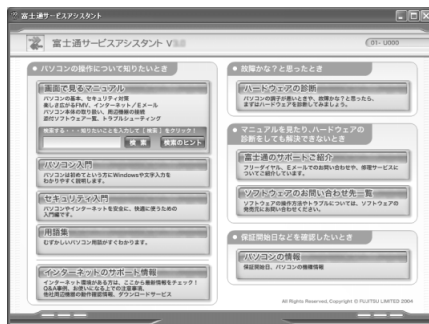 富士通サービスアシスタント
富士通サービスアシスタント V
01- U000
パソコンの操作について知りたいとき
画面で見るマニュアル
パソコンの基本、セキュリティ対策
楽しさ広がるFMV、インターネット/Eメール
パソコン本体の取り扱い、周辺機器の接続
添付ソフトウェア一覧、トラブルシューティング
検索する・・・知りたいことを入力して [ 検索 ] をクリック!
検 索
検索のヒント
パソコン入門
パソコンは初めてという方にWindowsや文字入力を
わかりやすく説明します。
セキュリティ入門
パソコンやインターネットを安全に、快適に使うための
入門編です。
用語集
むずかしいパソコン用語がすぐわかります。
インターネットのサポート情報
インターネット環境がある方は、ここから最新情報をチェック!
Q&A事例、お使いになる上での注意事項、
他社周辺機器の動作確認情報、ダウンロードサービス
故障かな?と思ったとき
ハードウェアの診断
パソコンの調子が悪いときや、故障かな?と思ったら、
まずはハードウェアを診断してみましょう。
マニュアルを見たり,ハードウェアの
診断をしても解決できないとき
富士通のサポートご紹介
フリーダイヤル、Eメールでのお問い合わせや、修理サービスに
ついてご紹介しています。
ソフトウェアのお問い合わせ先一覧
ソフトウェアの操作方法やトラブルについては、ソフトウェアの
発売元にお問い合わせください。
保証開始日などを確認したいとき
パソコンの情報
保証開始日、パソコンの機種情報
All Rights Reserved, Copyright © FUJITSU LIMITED 2004